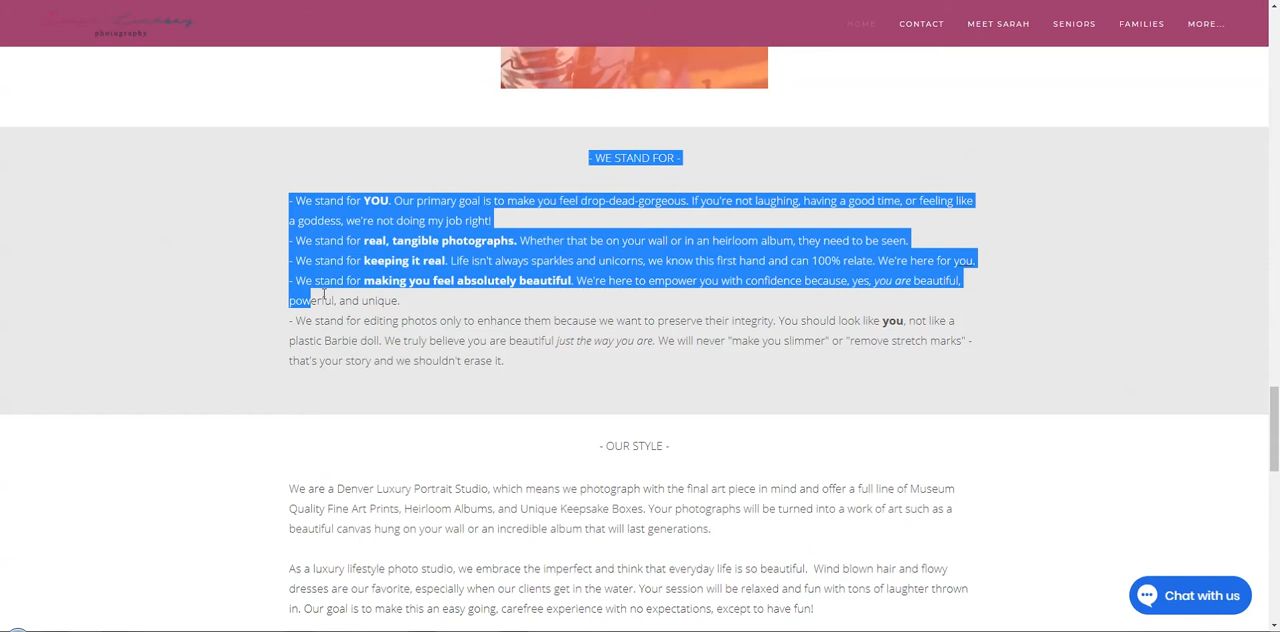 Lindsay
photography
HOME CONTACT MEET SARAH SENIORS FAMILIES MORE...
- WE STAND FOR -
- We stand for YOU. Our primary goal is to make you feel drop-dead-gorgeous. If you're not laughing, having a good time, or feeling like
a goddess, we're not doing my job right!
- We stand for real, tangible photographs. Whether that be on your wall or in an heirloom album, they need to be seen.
- We stand for keeping it real. Life isn't always sparkles and unicorns, we know this first hand and can 100% relate. We're here for you.
- We stand for making you feel absolutely beautiful. We're here to empower you with confidence because, yes, you are beautiful,
powerful, and unique.
- We stand for editing photos only to enhance them because we want to preserve their integrity. You should look like you, not like a
plastic Barbie doll. We truly believe you are beautiful just the way you are. We will never "make you slimmer" or "remove stretch marks" -
that's your story and we shouldn't erase it.
- OUR STYLE -
We are a Denver Luxury Portrait Studio, which means we photograph with the final art piece in mind and offer a full line of Museum
Quality Fine Art Prints, Heirloom Albums, and Unique Keepsake Boxes. Your photographs will be turned into a work of art such as a
beautiful canvas hung on your wall or an incredible album that will last generations.
As a luxury lifestyle photo studio, we embrace the imperfect and think that everyday life is so beautiful. Wind blown hair and flowy
dresses are our favorite, especially when our clients get in the water. Your session will be relaxed and fun with tons of laughter thrown
in. Our goal is to make this an easy going, carefree experience with no expectations, except to have fun!
Chat with us